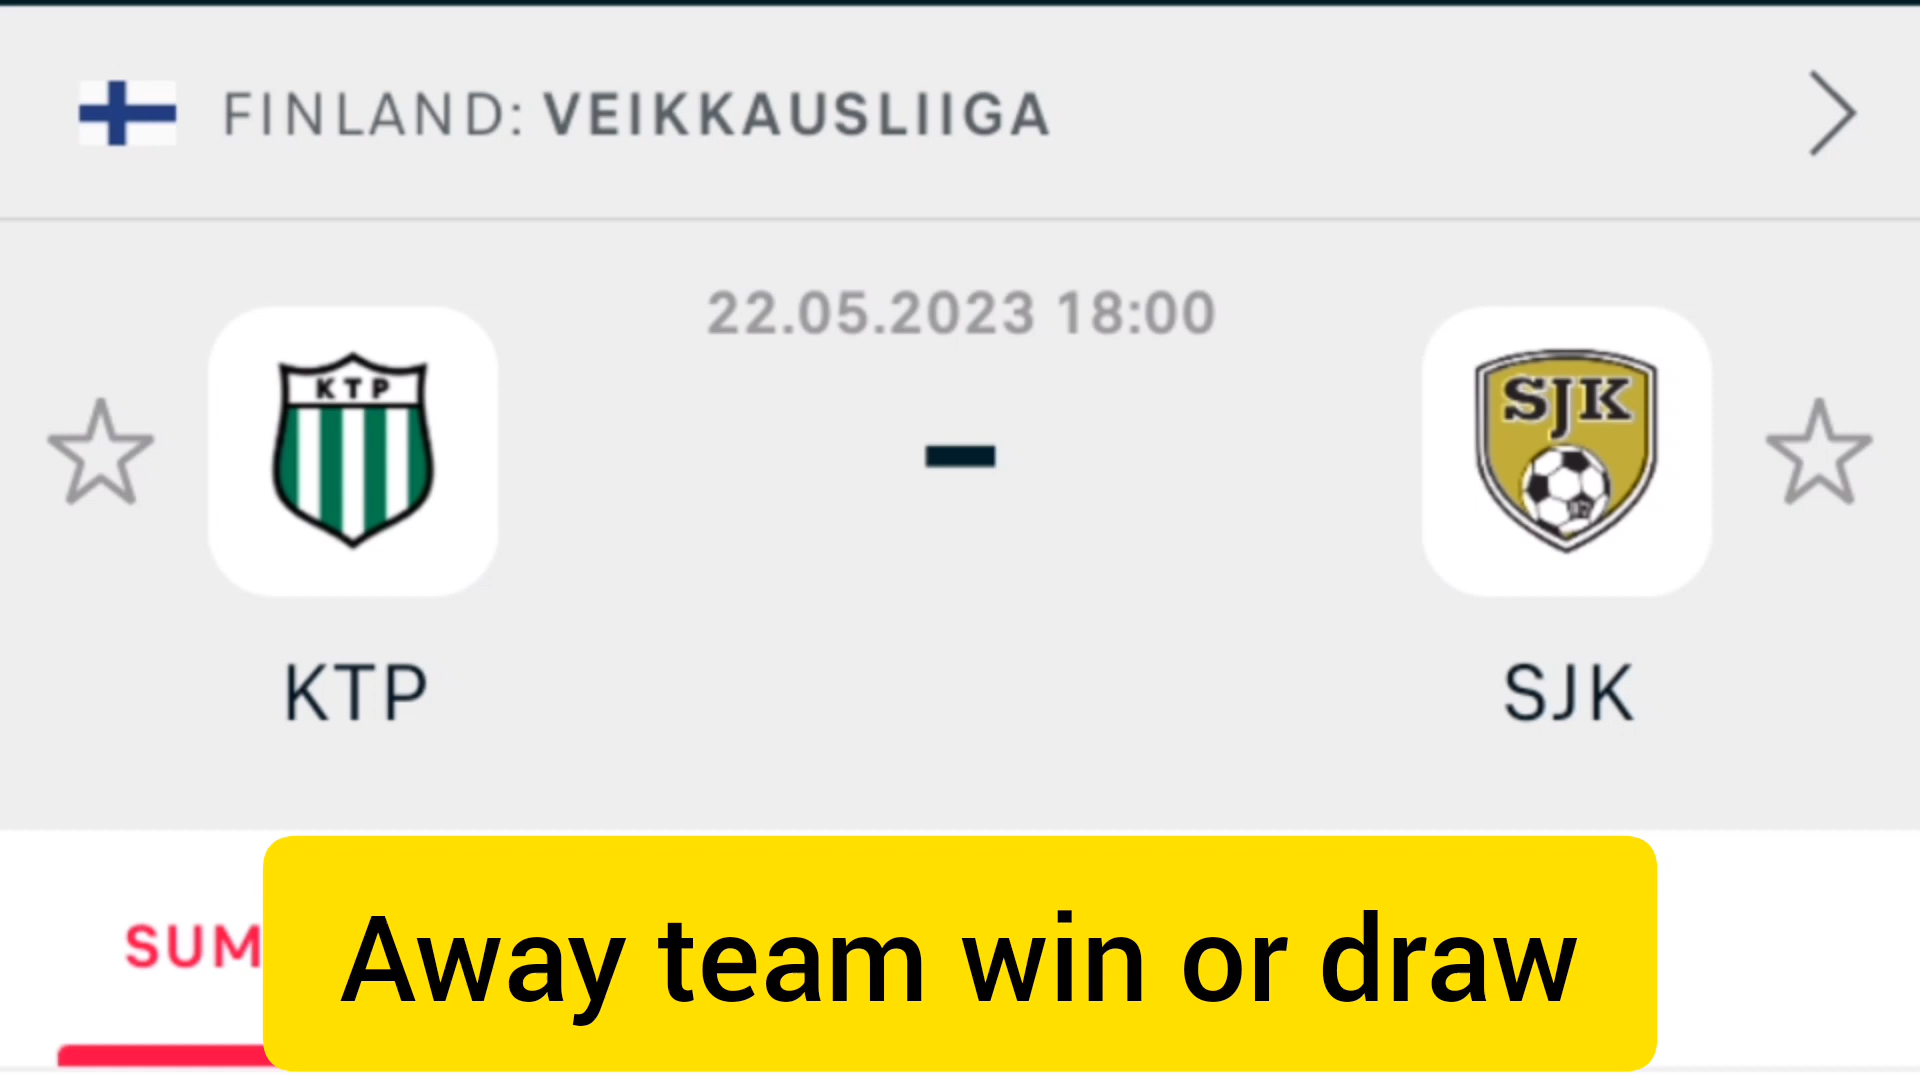 FINLAND: VEIKKAUSLIIGA
22.05.2023 18:00
KTP
SJK
KTP
SJK
SUM
Away team win or draw